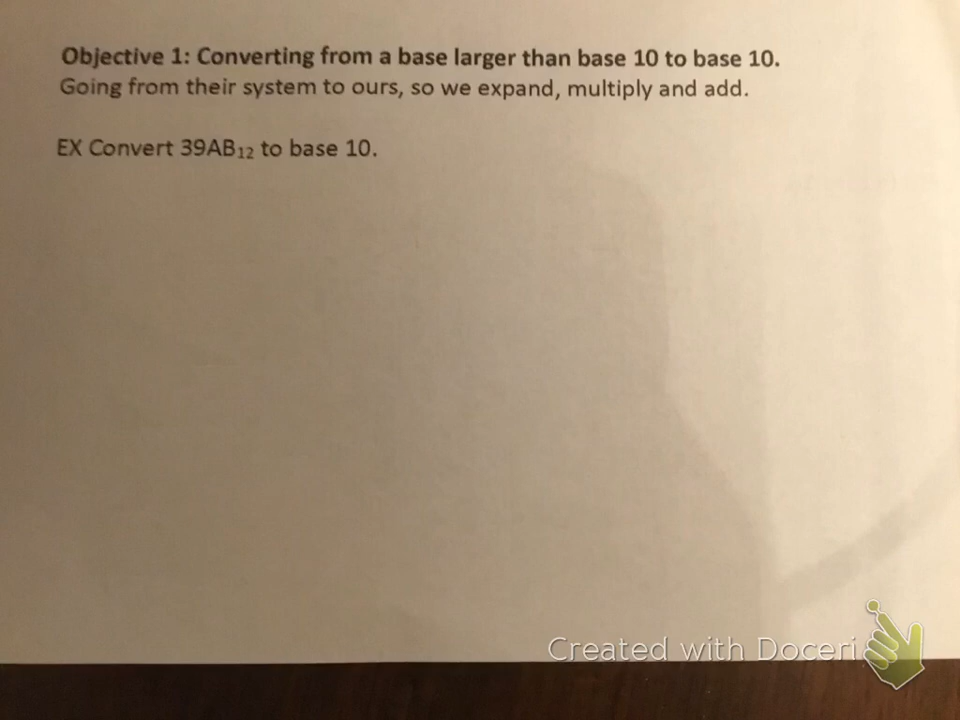 Objective 1: Converting from a base larger than base 10 to base 10.
Going from their system to ours, so we expand, multiply and add.
EX Convert 39AB₁₂ to base 10.
Created with Doceri